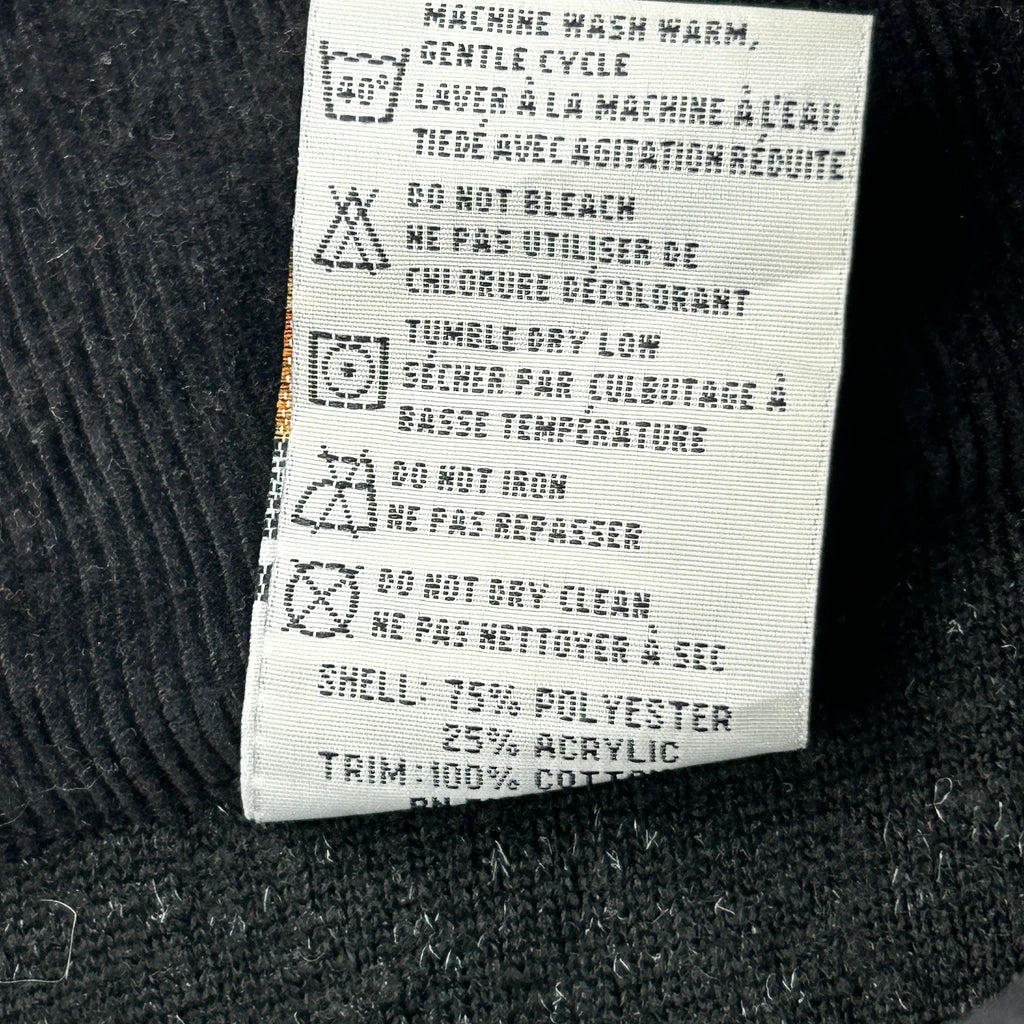 MACHINE WASH WARM,
GENTLE CYCLE
40°
LAVER À LA MACHINE À L'EAU
TIEDÉ AVEC AGITATION RÉDUITE
DO NOT BLEACH
NE PAS UTILISER DE
CHLORURE DÉCOLORANT
TUMBLE DRY LOW
SÉCHER PAR CULBUTAGE À
BASSE TEMPÉRATURE
DO NOT IRON
NE PAS REPASSER
DO NOT DRY CLEAN
NE PAS NETTOYER À SEC
SHELL: 75% POLYESTER
25% ACRYLIC
TRIM: 100% COTTON